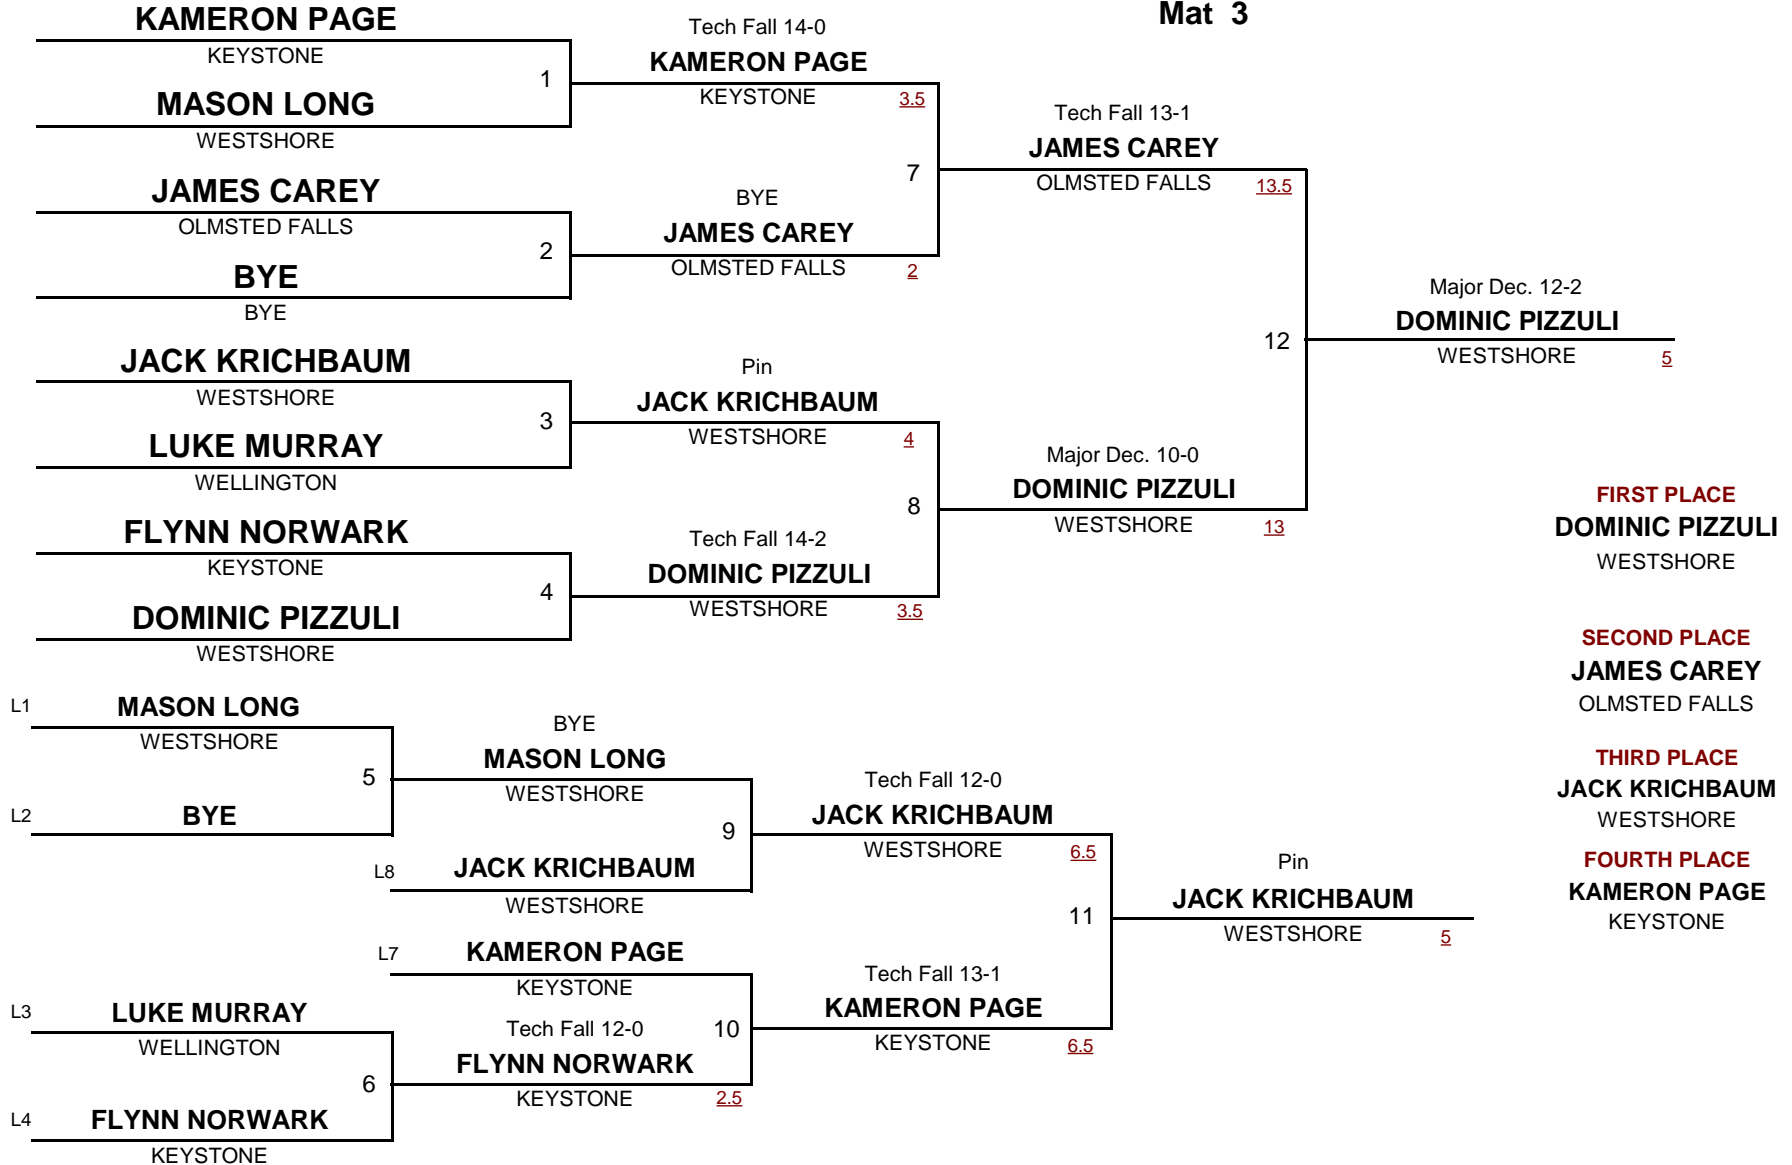 Mat 3
KAMERON PAGE
KEYSTONE
1
MASON LONG
WESTSHORE
JAMES CAREY
OLMSTED FALLS
2
BYE
BYE
JACK KRICHBAUM
WESTSHORE
3
LUKE MURRAY
WELLINGTON
FLYNN NORWARK
KEYSTONE
4
DOMINIC PIZZULI
WESTSHORE
Tech Fall 14-0
KAMERON PAGE
KEYSTONE 3.5
7
BYE
JAMES CAREY
OLMSTED FALLS 2
Pin
JACK KRICHBAUM
WESTSHORE 4
8
Tech Fall 14-2
DOMINIC PIZZULI
WESTSHORE 3.5
Tech Fall 13-1
JAMES CAREY
OLMSTED FALLS 13.5
12
Major Dec. 10-0
DOMINIC PIZZULI
WESTSHORE 13
Major Dec. 12-2
DOMINIC PIZZULI
WESTSHORE 5
FIRST PLACE
DOMINIC PIZZULI
WESTSHORE
SECOND PLACE
JAMES CAREY
OLMSTED FALLS
THIRD PLACE
JACK KRICHBAUM
WESTSHORE
FOURTH PLACE
KAMERON PAGE
KEYSTONE
L1 MASON LONG
WESTSHORE
5
L2 BYE
BYE
MASON LONG
WESTSHORE
9
L8 JACK KRICHBAUM
WESTSHORE
L7 KAMERON PAGE
KEYSTONE
10
Tech Fall 12-0
FLYNN NORWARK
KEYSTONE 2.5
L3 LUKE MURRAY
WELLINGTON
6
L4 FLYNN NORWARK
KEYSTONE
Tech Fall 12-0
JACK KRICHBAUM
WESTSHORE 6.5
11
Tech Fall 13-1
KAMERON PAGE
KEYSTONE 6.5
Pin
JACK KRICHBAUM
WESTSHORE 5